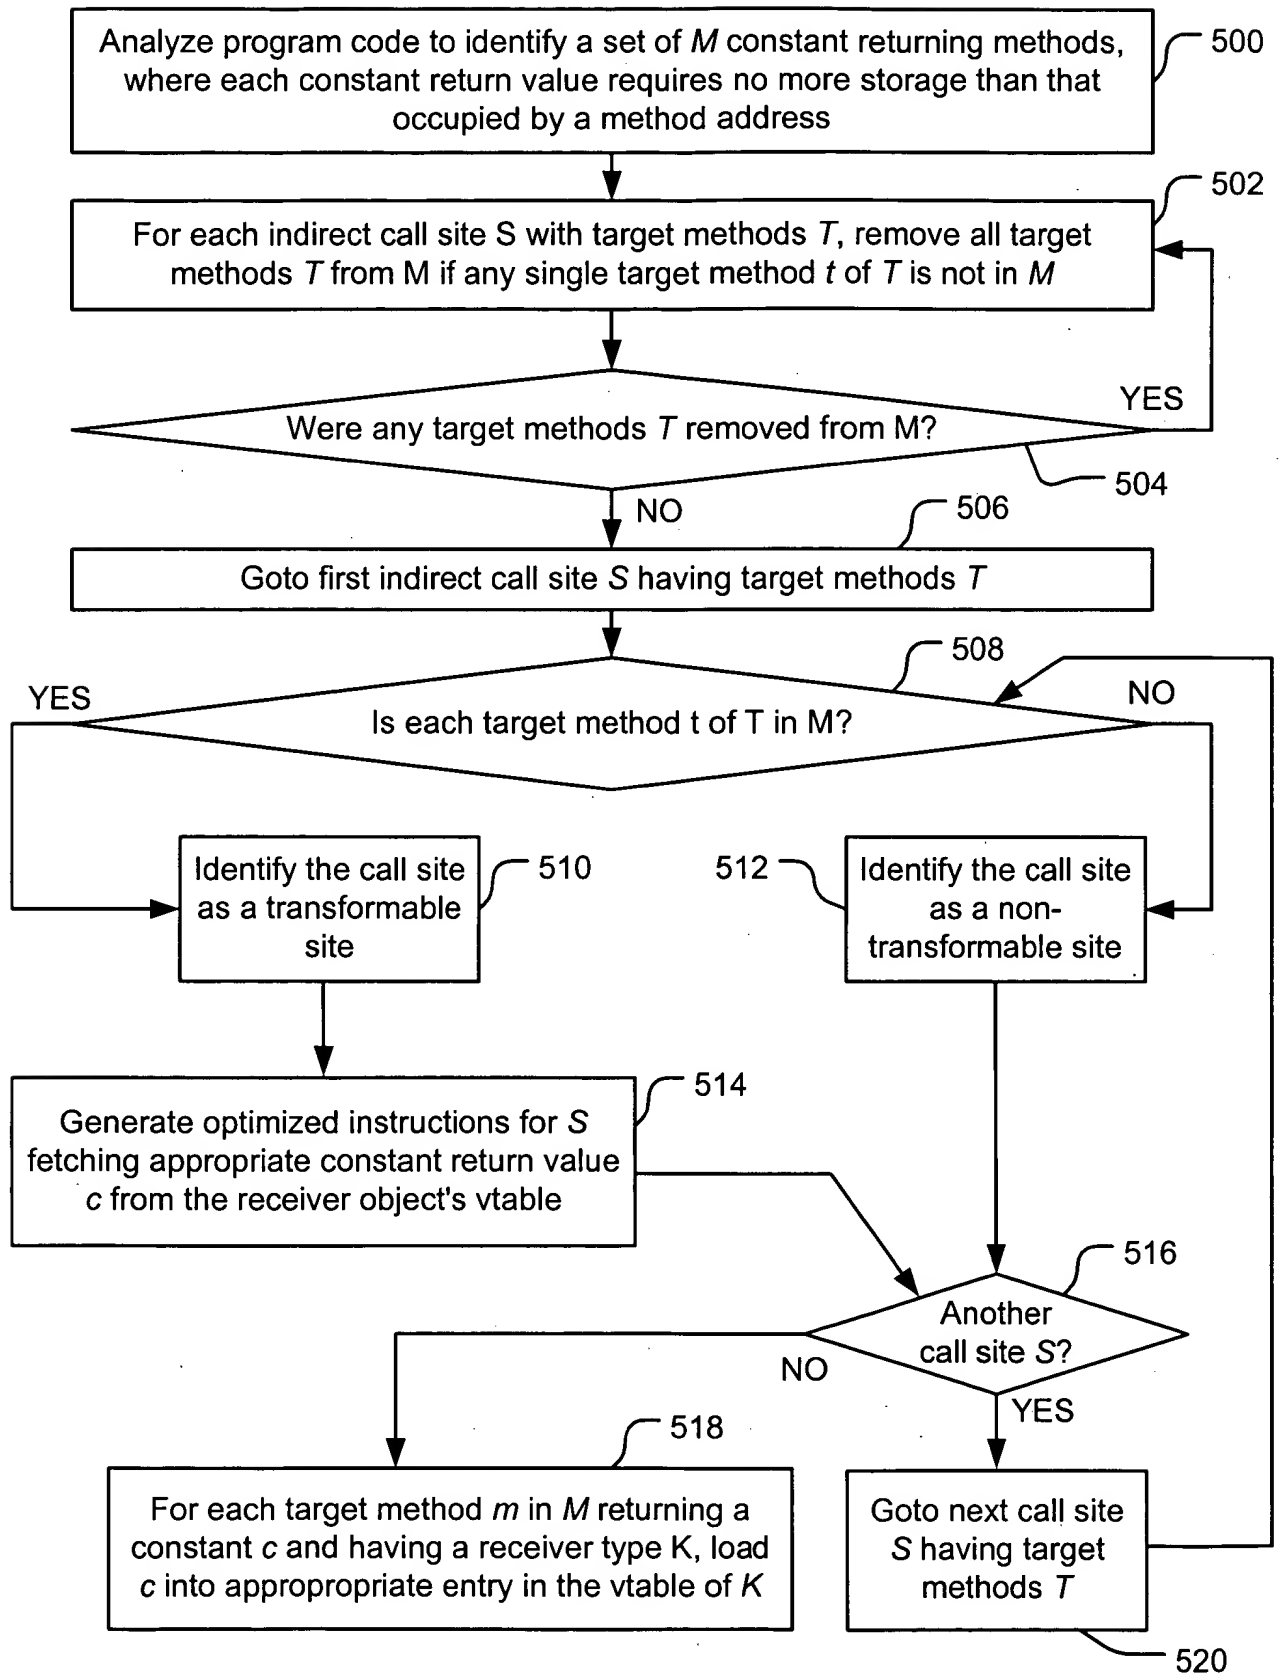 Analyze program code to identify a set of M constant returning methods,
where each constant return value requires no more storage than that
occupied by a method address
500
502
For each indirect call site S with target methods T, remove all target
methods T from M if any single target method t of T is not in M
YES
Were any target methods T removed from M?
504
NO
506
Goto first indirect call site S having target methods T
508
YES
NO
Is each target method t of T in M?
Identify the call site
as a transformable
site
510
512
Identify the call site
as a non-
transformable site
514
Generate optimized instructions for S
fetching appropriate constant return value
c from the receiver object's vtable
516
Another
call site S?
NO
YES
518
For each target method m in M returning a
constant c and having a receiver type K, load
c into appropropriate entry in the vtable of K
Goto next call site
S having target
methods T
520